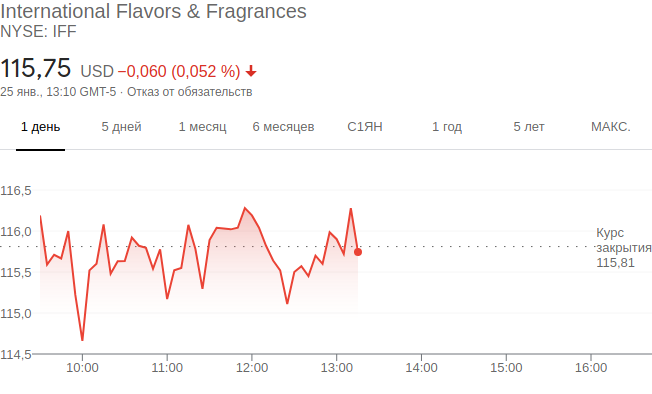 International Flavors & Fragrances
NYSE: IFF
115,75 USD −0,060 (0,052 %)
25 янв., 13:10 GMT-5 · Отказ от обязательств
1 день 5 дней 1 месяц 6 месяцев С1ЯН 1 год 5 лет МАКС.
116,5
116,0
Курс
закрытия
115,81
115,5
115,0
114,5
10:00 11:00 12:00 13:00 14:00 15:00 16:00